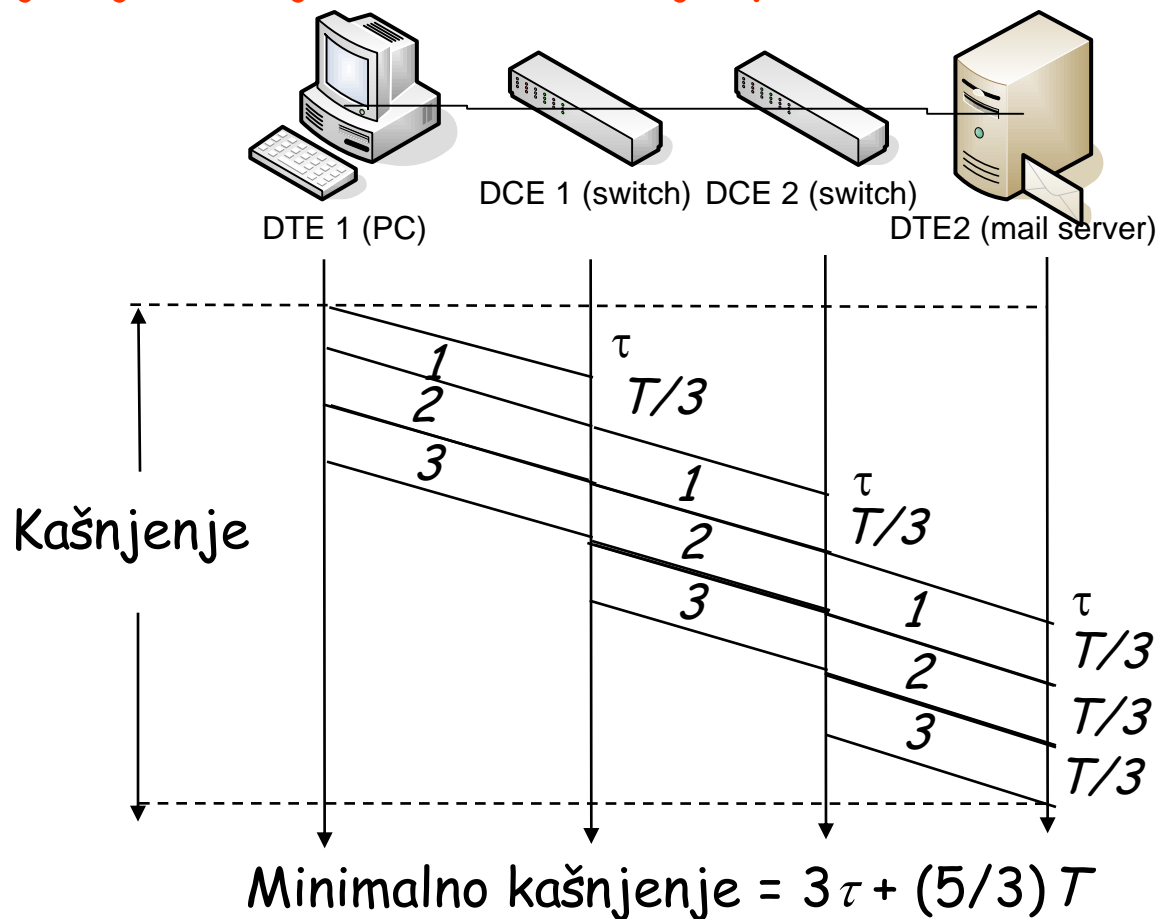 DCE 1 (switch) DCE 2 (switch)
DTE 1 (PC) DTE2 (mail server)
τ
1
T/3
2
3
1
τ
T/3
Kašnjenje
2
3
1
τ
T/3
2
T/3
3
T/3
Minimalno kašnjenje = 3τ + (5/3) T